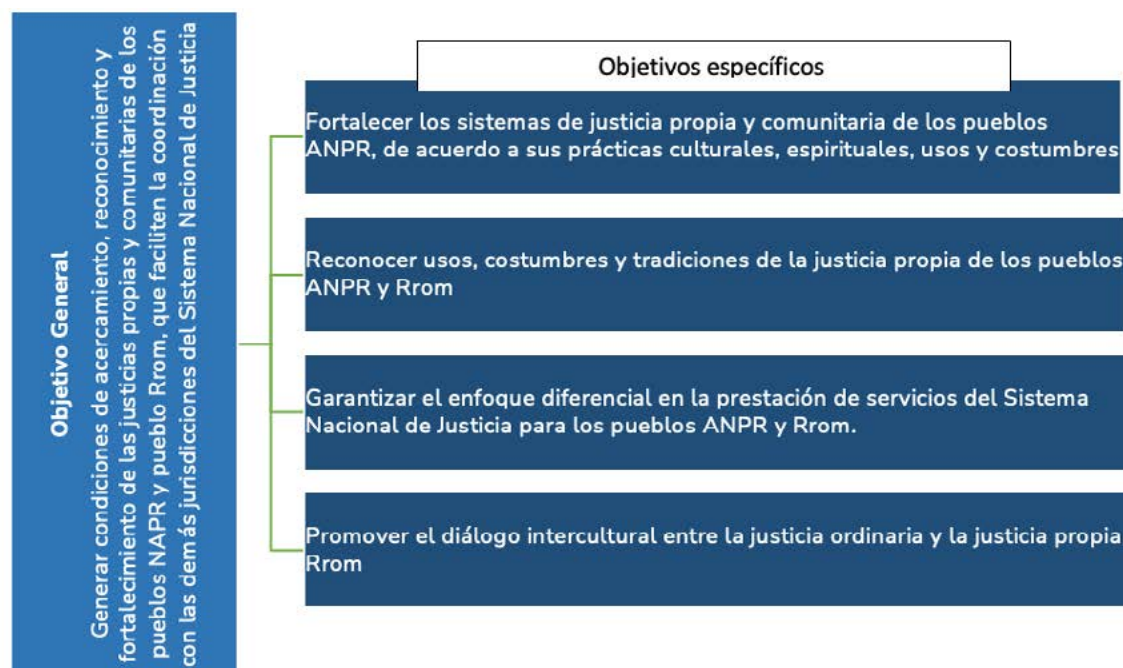 Objetivo General
Generar condiciones de acercamiento, reconocimiento y
fortalecimiento de las justicias propias y comunitarias de los
pueblos NAPR y pueblo Rrom, que faciliten la coordinación
con las demás jurisdicciones del Sistema Nacional de Justicia
Objetivos específicos
Fortalecer los sistemas de justicia propia y comunitaria de los pueblos
ANPR, de acuerdo a sus prácticas culturales, espirituales, usos y costumbres
Reconocer usos, costumbres y tradiciones de la justicia propia de los pueblos
ANPR y Rrom
Garantizar el enfoque diferencial en la prestación de servicios del Sistema
Nacional de Justicia para los pueblos ANPR y Rrom.
Promover el diálogo intercultural entre la justicia ordinaria y la justicia propia
Rrom